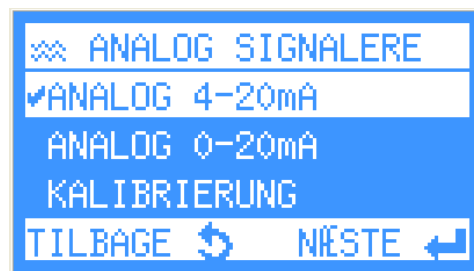 ANALOG SIGNALERE
ANALOG 4-20mA
ANALOG 0-20mA
KALIBRIERUNG
TILBAGE NÆSTE